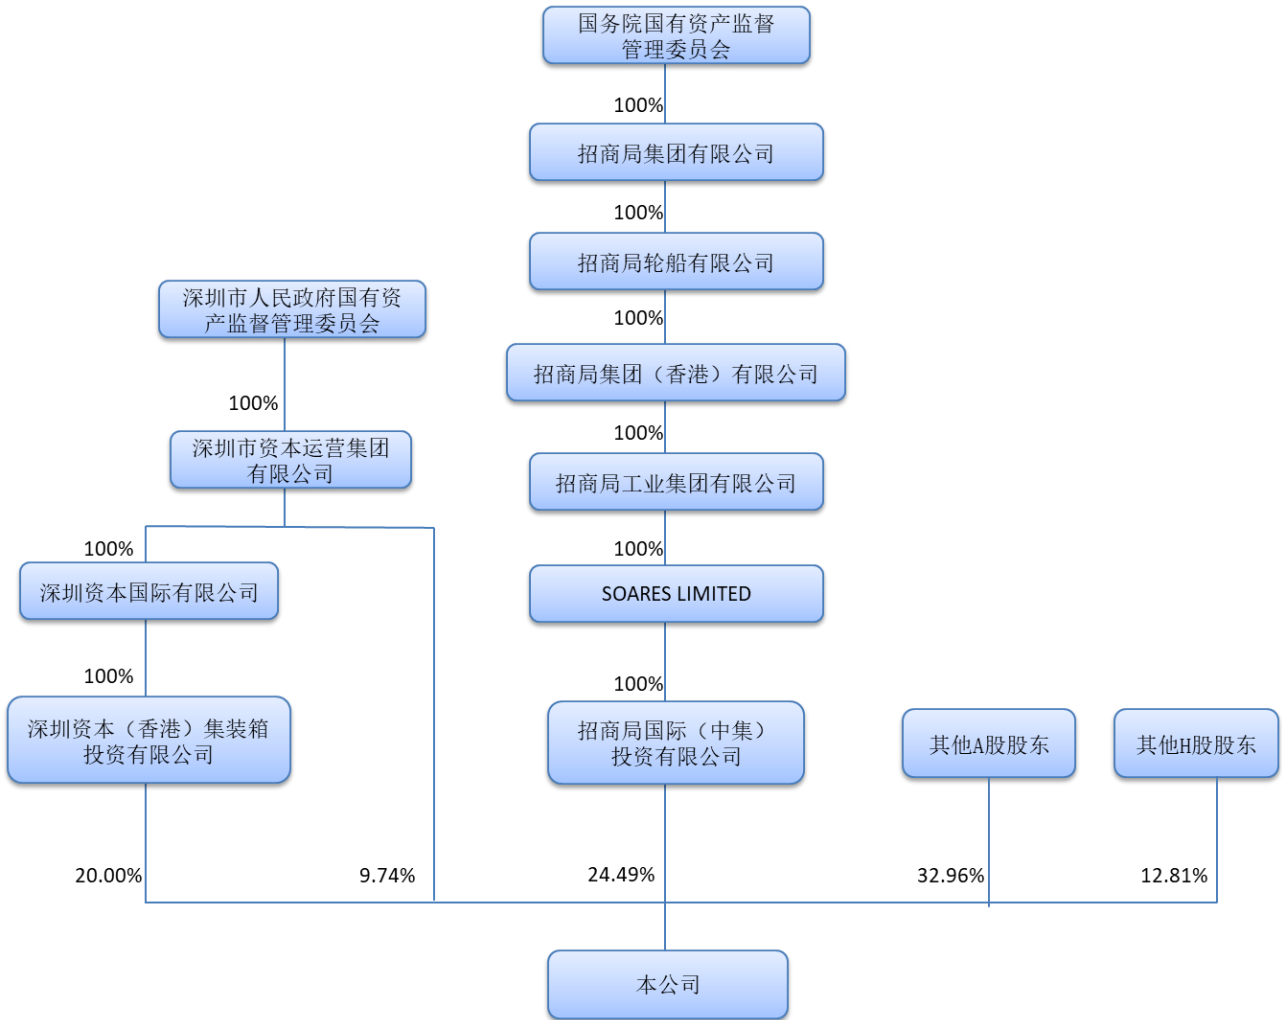 国务院国有资产监督
管理委员会
100%
招商局集团有限公司
100%
招商局轮船有限公司
深圳市人民政府国有资
产监督管理委员会
100%
招商局集团（香港）有限公司
100%
深圳市资本运营集团
有限公司
100%
招商局工业集团有限公司
100%
100%
深圳资本国际有限公司
SOARES LIMITED
100%
100%
深圳资本（香港）集装箱
投资有限公司
招商局国际（中集）
投资有限公司
其他A股股东
其他H股股东
20.00%
9.74%
24.49%
32.96%
12.81%
本公司